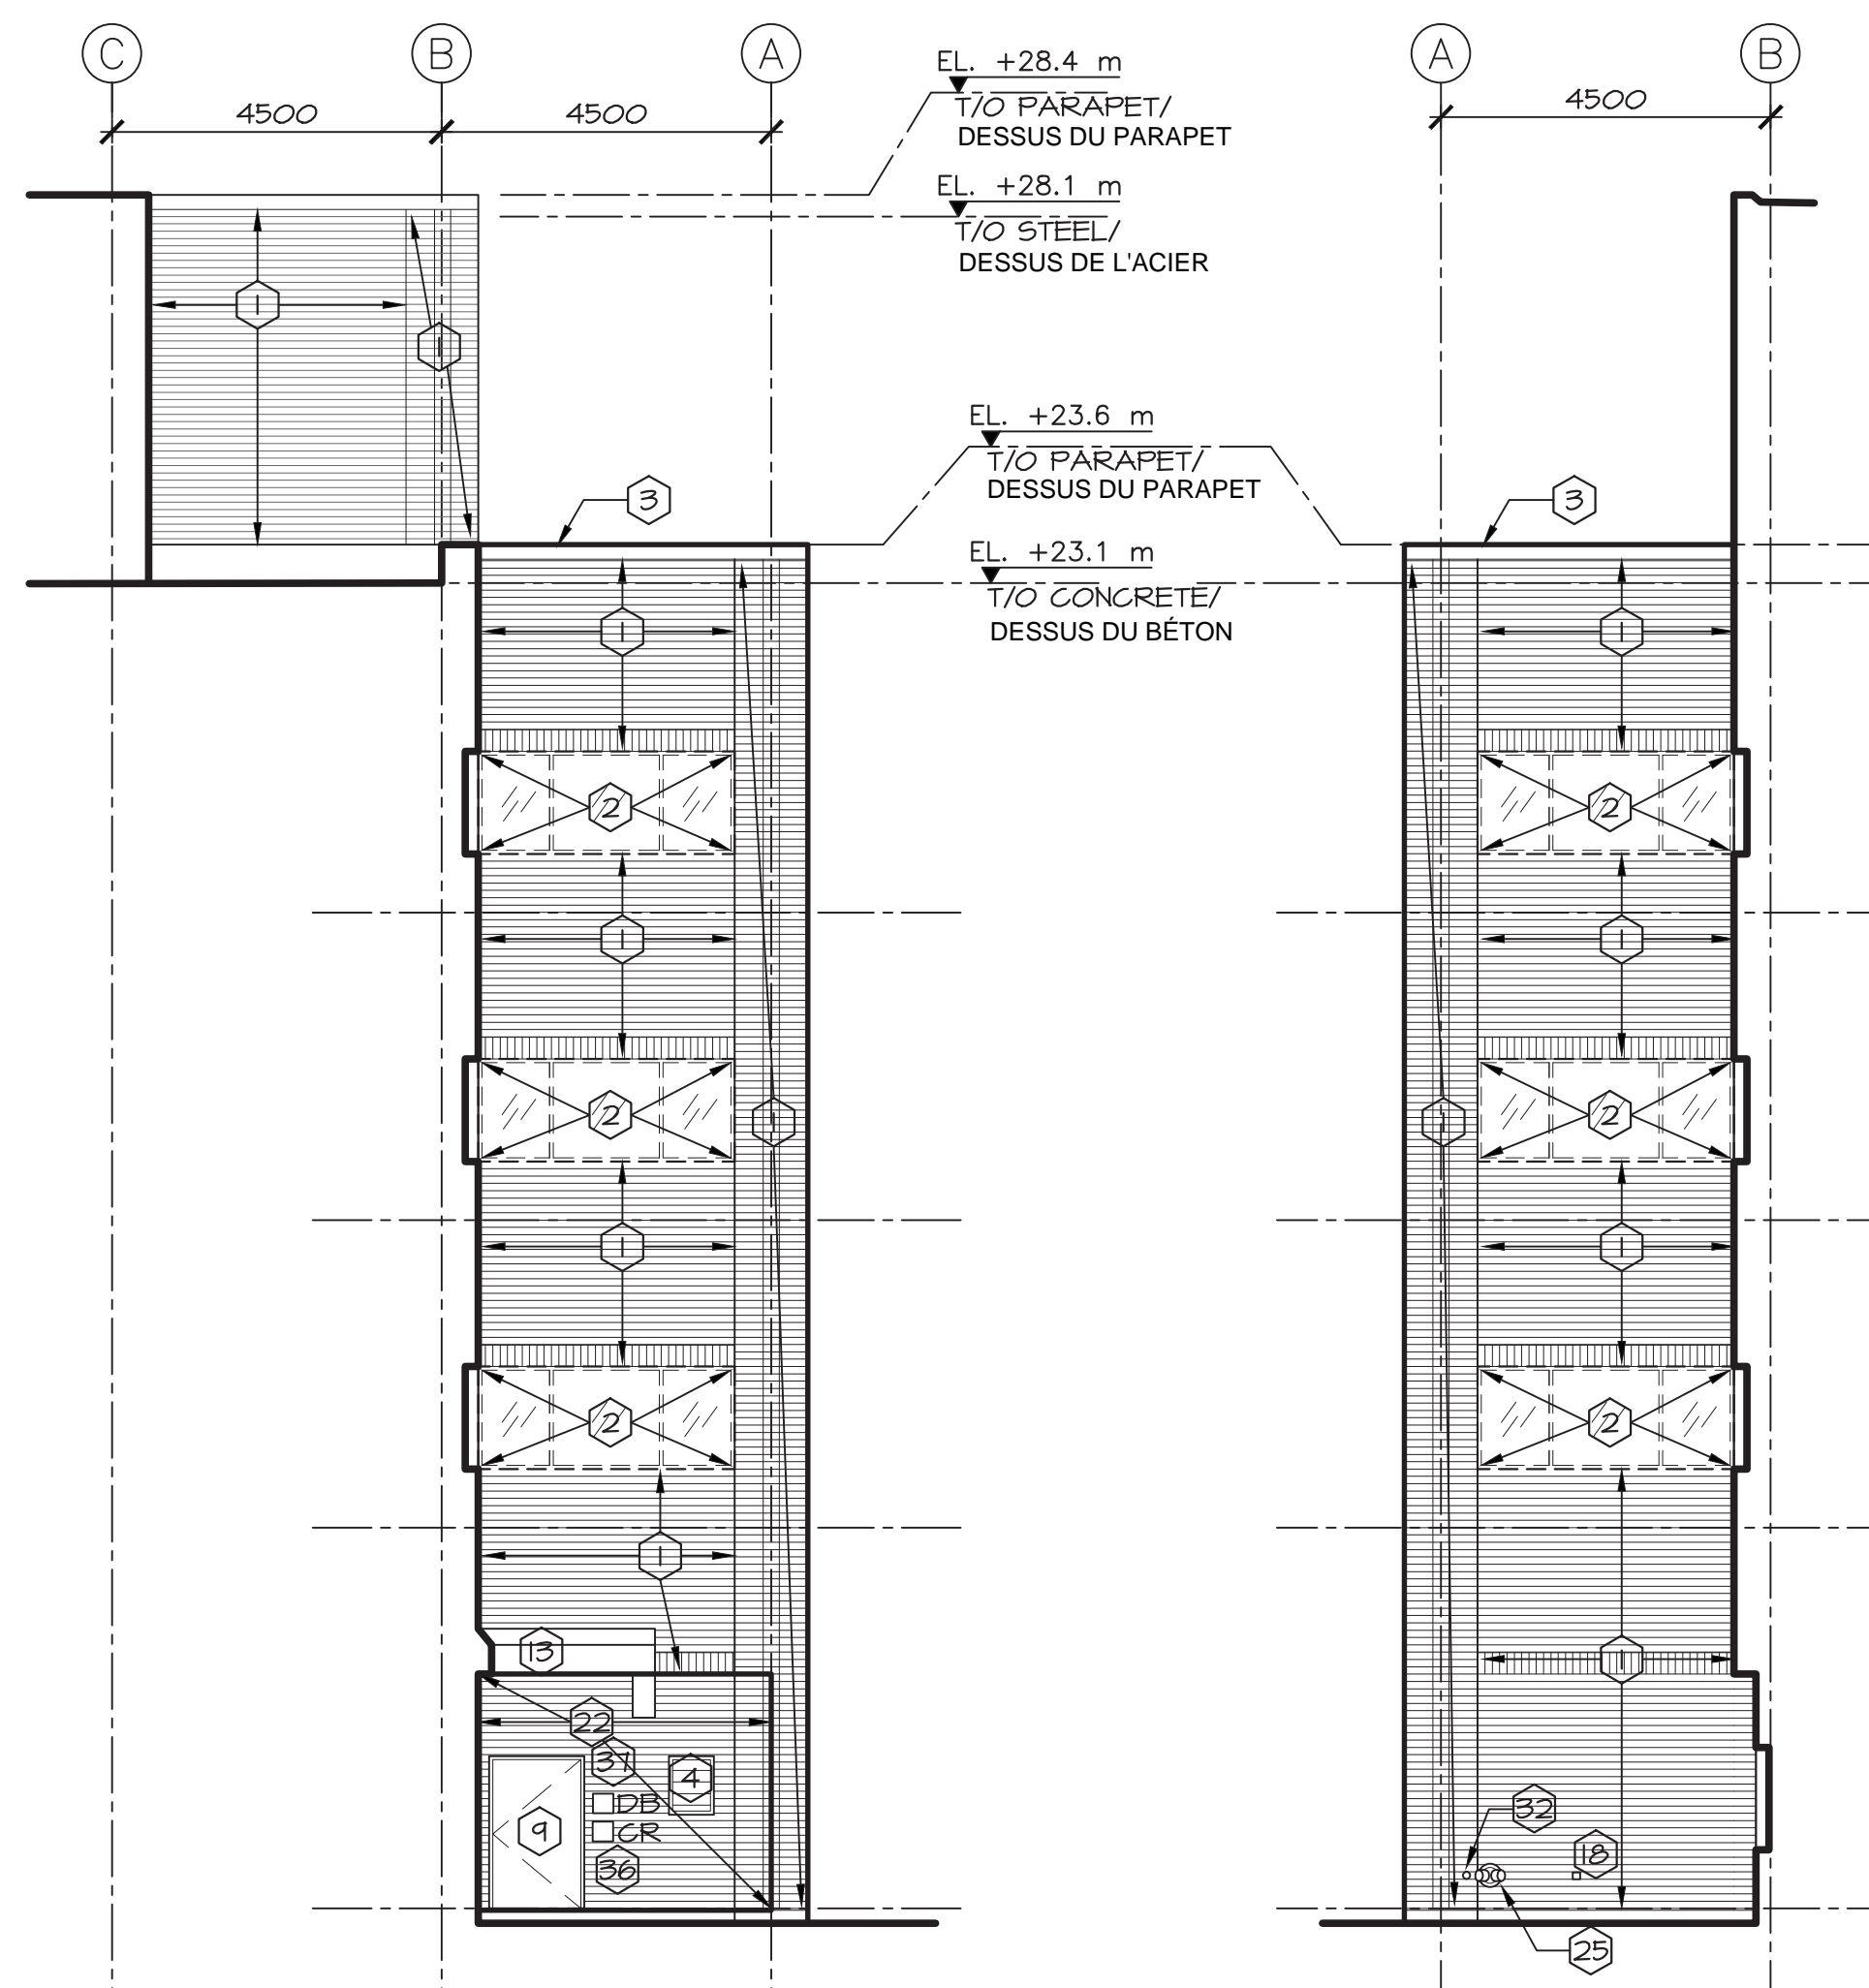 C B A A B
4500 4500 4500
EL. +28.4 m
T/O PARAPET/
DESSUS DU PARAPET
EL. +28.1 m
T/O STEEL/
DESSUS DE L'ACIER
1
1
EL. +23.6 m
T/O PARAPET/
DESSUS DU PARAPET
3 3
EL. +23.1 m
T/O CONCRETE/
DESSUS DU BÉTON
1 1
2 2
1 1
2 2
1 1
1 1
2 2
1
13 1
22
37
4
DB
9 CR
36
32
18
25